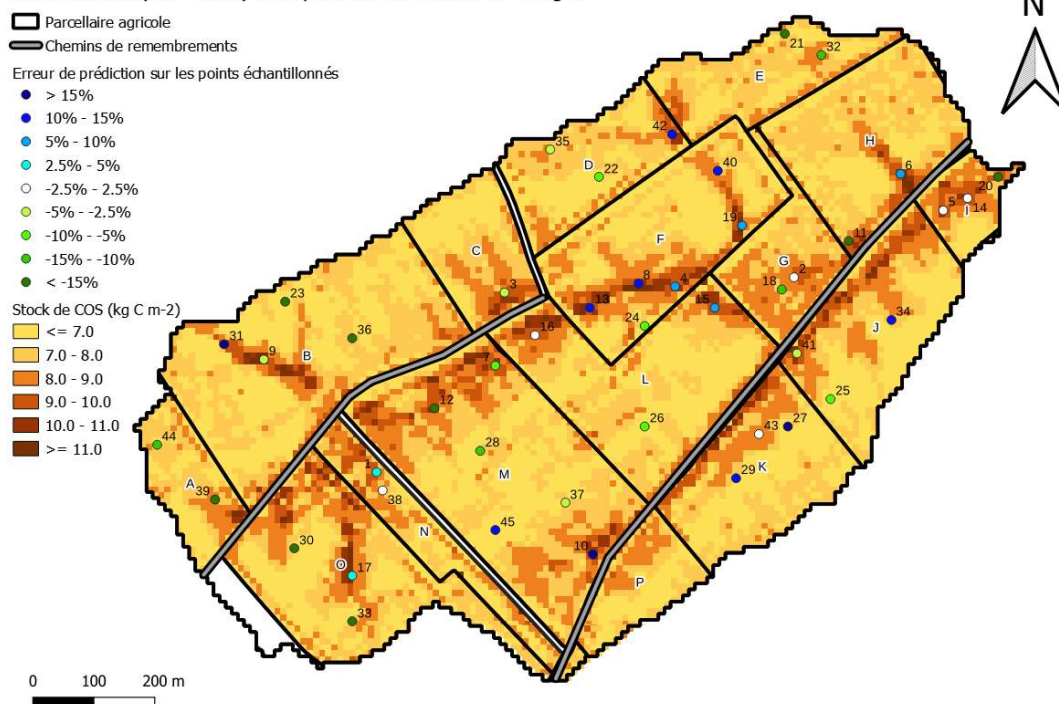 N
Parcellaire agricole
Chemins de remembrements
Erreur de prédiction sur les points échantillonnés
> 15%
10% - 15%
5% - 10%
2.5% - 5%
-2.5% - 2.5%
-5% - -2.5%
-10% - -5%
-15% - -10%
< -15%
Stock de COS (kg C m-2)
<= 7.0
7.0 - 8.0
8.0 - 9.0
9.0 - 10.0
10.0 - 11.0
>= 11.0
21
32
E
42
35
D
22
40
H
6
20
5
I
14
19
F
11
C
G
2
18
3
8
4
13
15
23
34
J
24
16
36
31
9
B
41
7
L
25
12
26
27
43
K
44
28
M
29
1
38
A
39
37
N
45
30
10
O
17
P
33
0 100 200 m